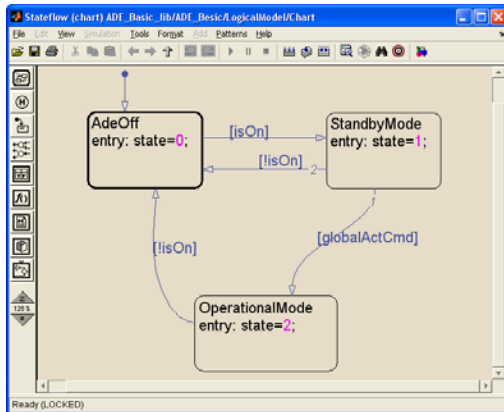 Stateflow (chart) ADE_Basic_lib/ADE_Besic/LogicalModel/Chart
File Edit View Simulation Tools Format Add Patterns Help
AdeOff
entry: state=0;
[isOn]
StandbyMode
entry: state=1;
[!isOn]
2
1
[globalActCmd]
[!isOn]
OperationalMode
entry: state=2;
120%
Ready (LOCKED)